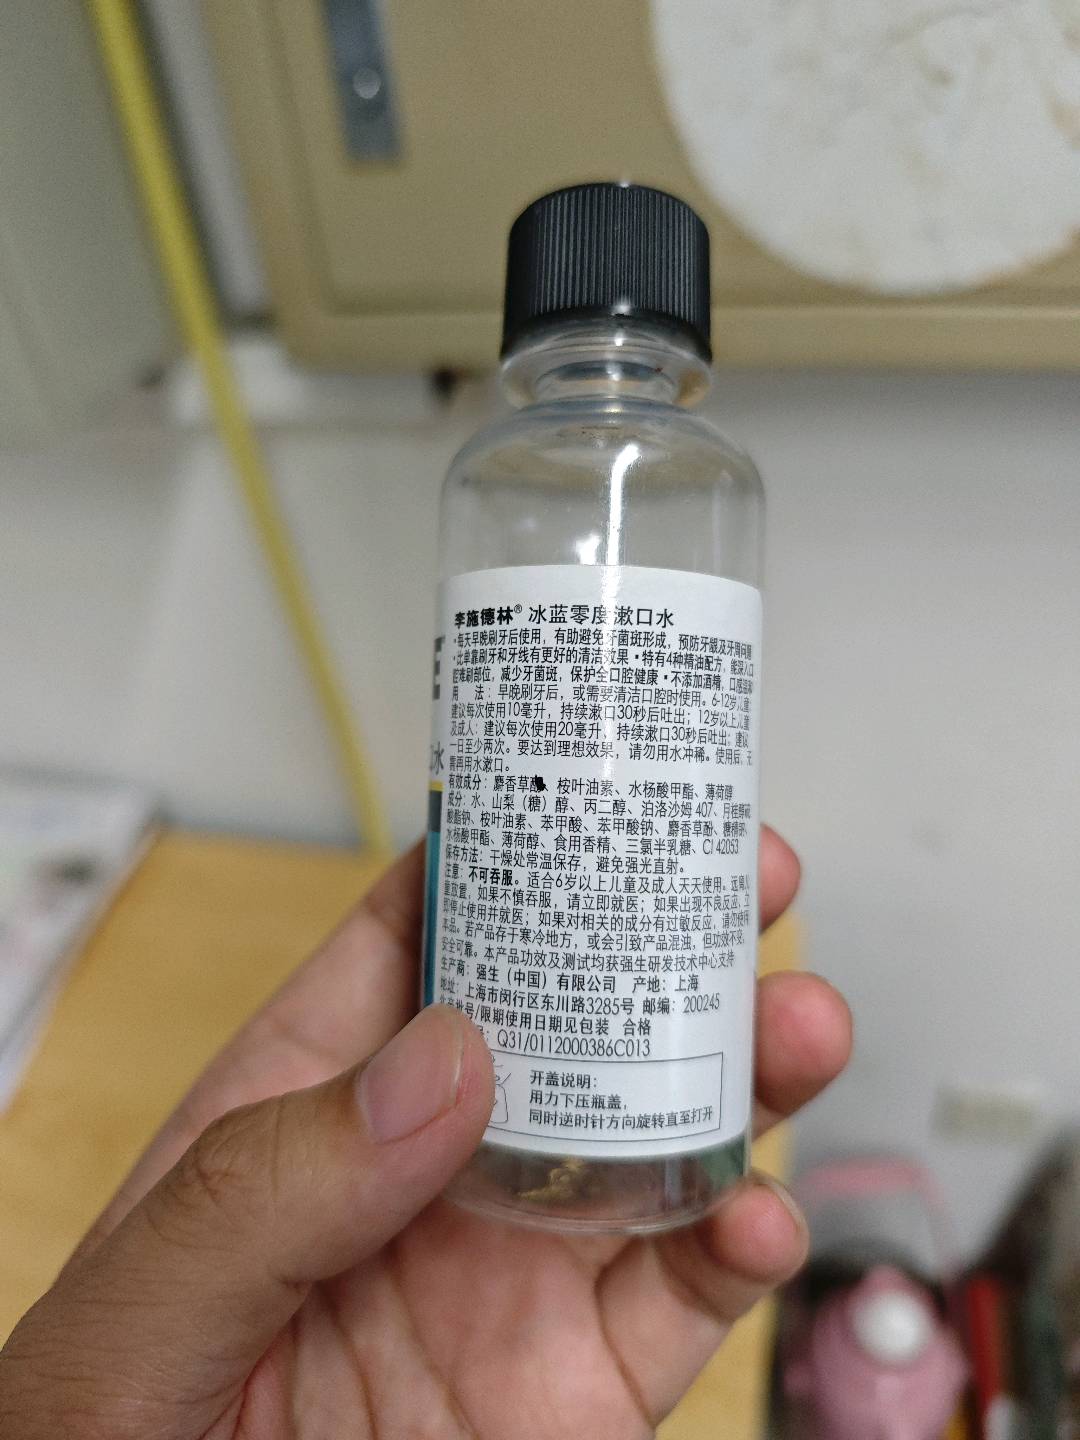 李施德林® 冰蓝零度漱口水
•每天早晚刷牙后使用，有助避免牙菌斑形成，预防牙龈及牙周问题
•比单靠刷牙和牙线有更好的清洁效果 •特有4种精油配方，能深入口
腔难刷部位，减少牙菌斑，保护全口腔健康 •不添加酒精，口感温和
用 法：早晚刷牙后，或需要清洁口腔时使用。6-12岁儿童：
建议每次使用10毫升，持续漱口30秒后吐出；12岁以上儿童
及成人：建议每次使用20毫升，持续漱口30秒后吐出；建议
一日至少两次。要达到理想效果，请勿用水冲稀。使用后，无
需再用水漱口。
有效成分：麝香草、桉叶油素、水杨酸甲酯、薄荷醇
成分：水、山梨（糖）醇、丙二醇、泊洛沙姆 407、月桂醇硫
酸酯钠、桉叶油素、苯甲酸、苯甲酸钠、麝香草酚、糖精钠、
水杨酸甲酯、薄荷醇、食用香精、三氯半乳糖、CI 42053
保存方法：干燥处常温保存，避免强光直射。
注意：不可吞服。适合6岁以上儿童及成人天天使用。远离儿
童放置，如果不慎吞服，请立即就医；如果出现不良反应，立
即停止使用并就医；如果对相关的成分有过敏反应，请勿使用
本品。若产品存于寒冷地方，或会引致产品混浊，但功效不变，
安全可靠。本产品功效及测试均获强生研发技术中心支持
生产商：强生（中国）有限公司 产地：上海
地址：上海市闵行区东川路3285号 邮编：200245
生产批号/限期使用日期见包装 合格
号：Q31/0112000386C013
开盖说明：
用力下压瓶盖，
同时逆时针方向旋转直至打开
E
水